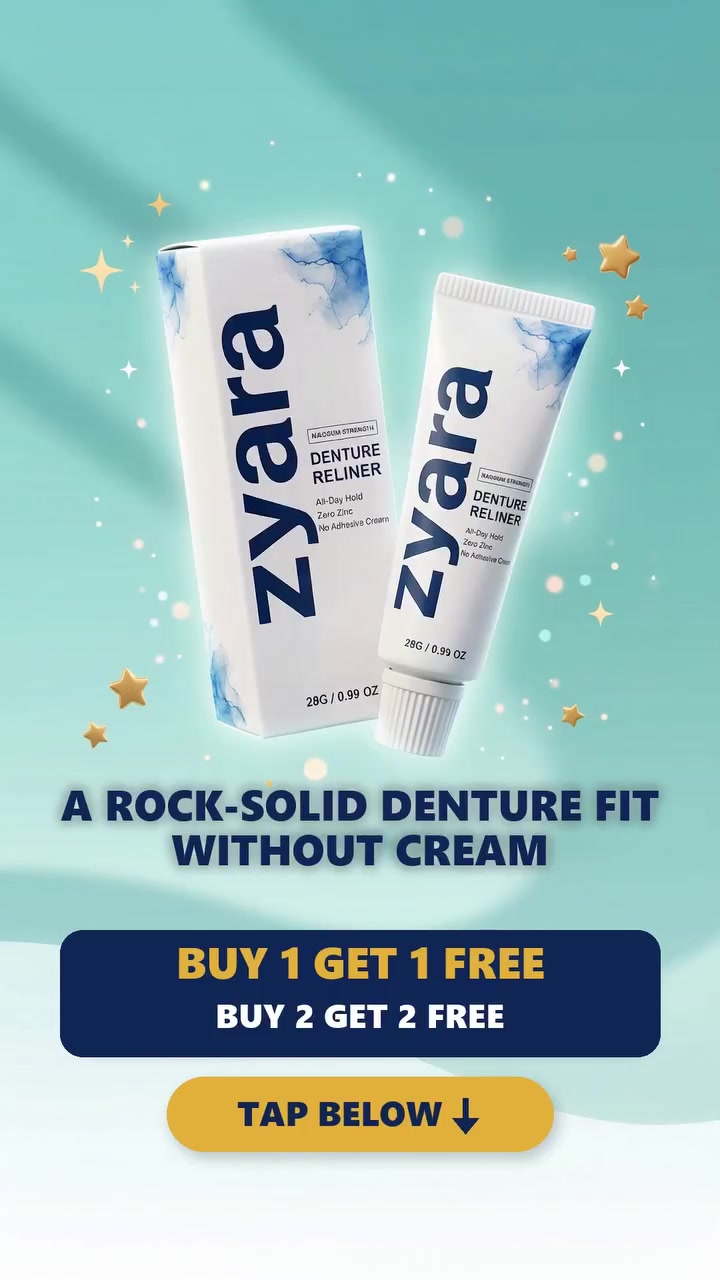 zyara
DENTURE
RELINER
All-Day Hold
Zero Zinc
No Adhesive Cream
28G / 0.99 OZ
zyara
DENTURE
RELINER
All-Day Hold
Zero Zinc
No Adhesive
28G / 0.99 OZ
A ROCK-SOLID DENTURE FIT
WITHOUT CREAM
BUY 1 GET 1 FREE
BUY 2 GET 2 FREE
TAP BELOW ↓